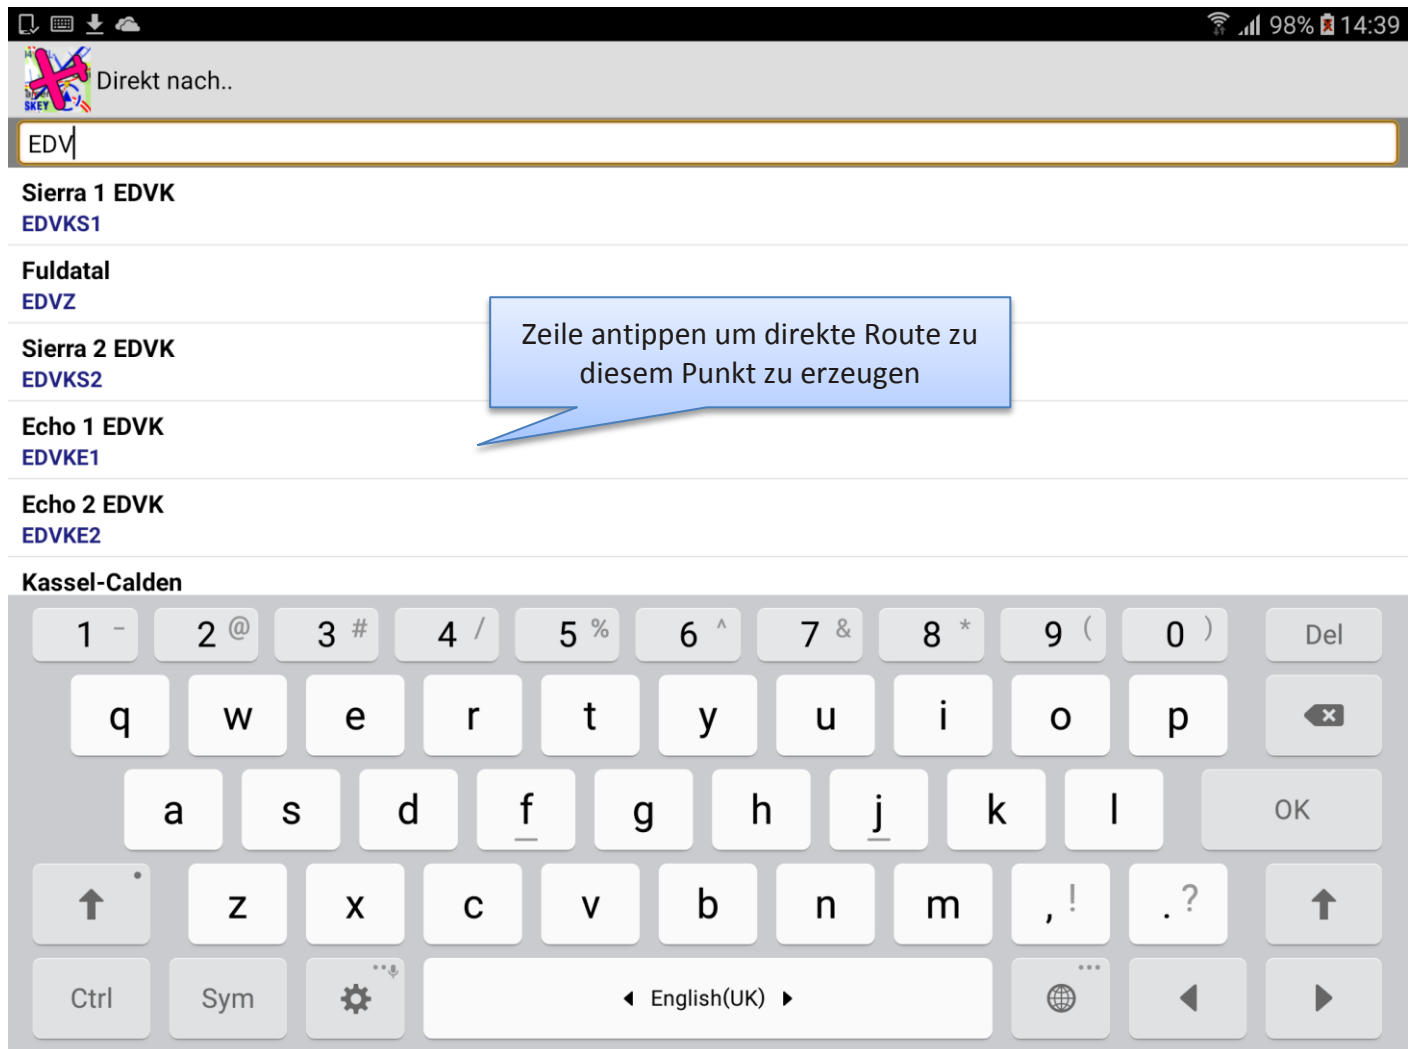 98% 14:39
SKEY
Direkt nach..
EDV
Sierra 1 EDVK
EDVKS1
Fuldatal
EDVZ
Zeile antippen um direkte Route zu
diesem Punkt zu erzeugen
Sierra 2 EDVK
EDVKS2
Echo 1 EDVK
EDVKE1
Echo 2 EDVK
EDVKE2
Kassel-Calden
1 - 2 @ 3 # 4 / 5 % 6 ^ 7 & 8 * 9 ( 0 ) Del
q w e r t y u i o p
a s d f g h j k l OK
z x c v b n m , ! . ?
Ctrl Sym English(UK)